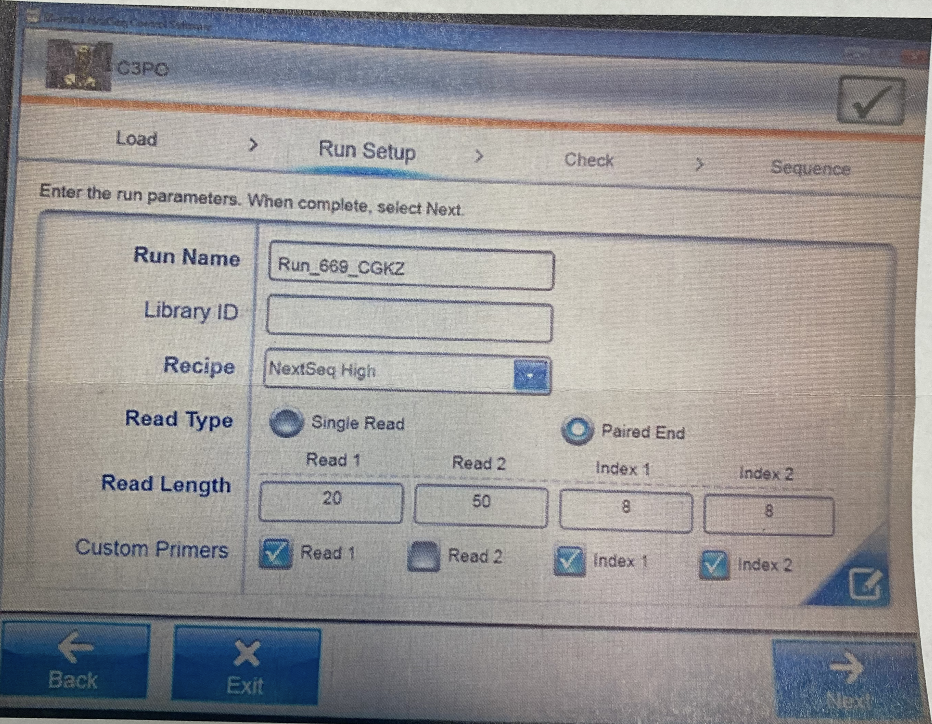 C3PO
Load > Run Setup > Check > Sequence
Enter the run parameters. When complete, select Next.
Run Name Run_669_CGKZ
Library ID
Recipe NextSeq High
Read Type Single Read Paired End
Read 1 Read 2 Index 1 Index 2
Read Length 20 50 8 8
Custom Primers Read 1 Read 2 Index 1 Index 2
Back Exit Next